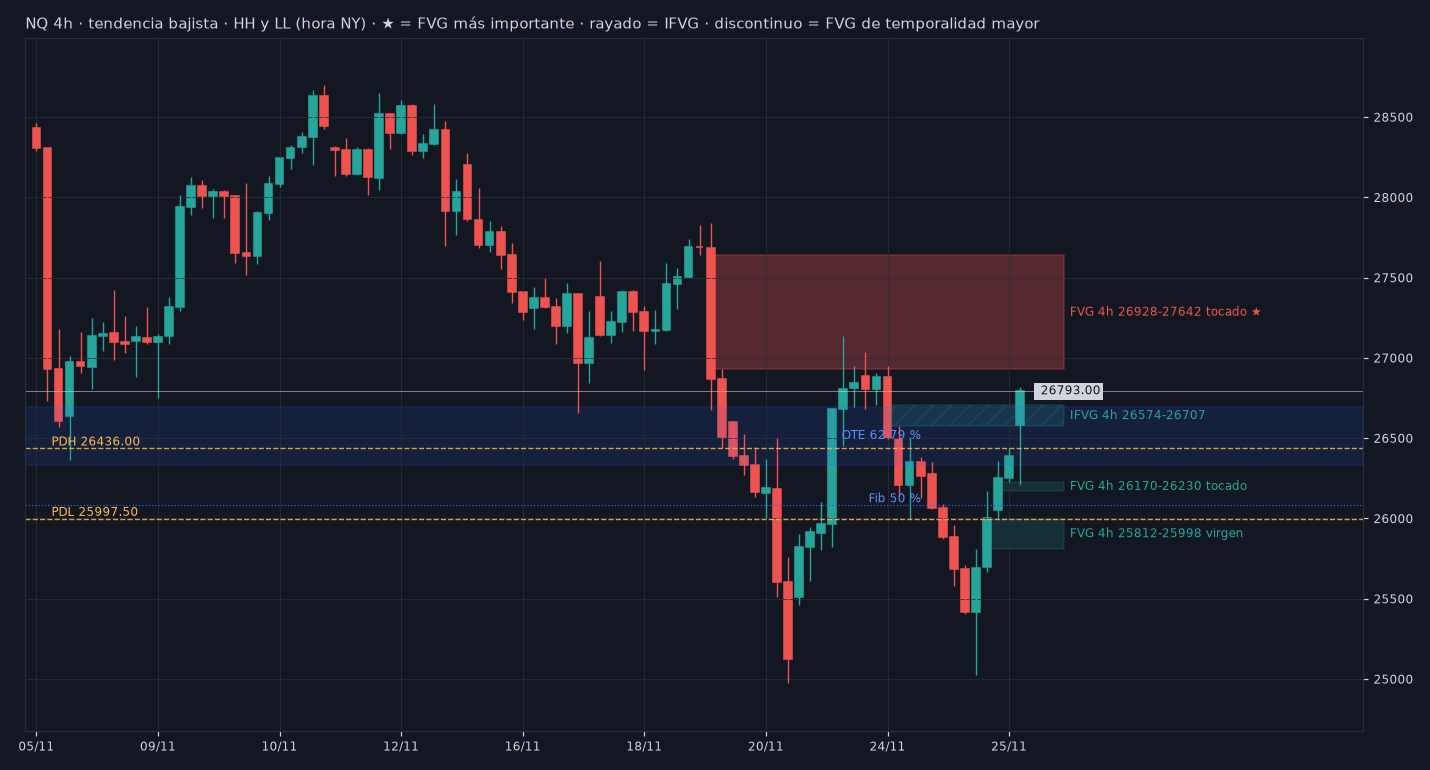 NQ 4h · tendencia bajista · HH y LL (hora NY) · ★ = FVG más importante · rayado = IFVG · discontinuo = FVG de temporalidad mayor
28500
28000
27500
FVG 4h 26928-27642 tocado ★
27000
26793.00
IFVG 4h 26574-26707
OTE 62-79 %
26500
PDH 26436.00
FVG 4h 26170-26230 tocado
Fib 50 %
PDL 25997.50
26000
FVG 4h 25812-25998 virgen
25500
25000
05/11
09/11
10/11
12/11
16/11
18/11
20/11
24/11
25/11